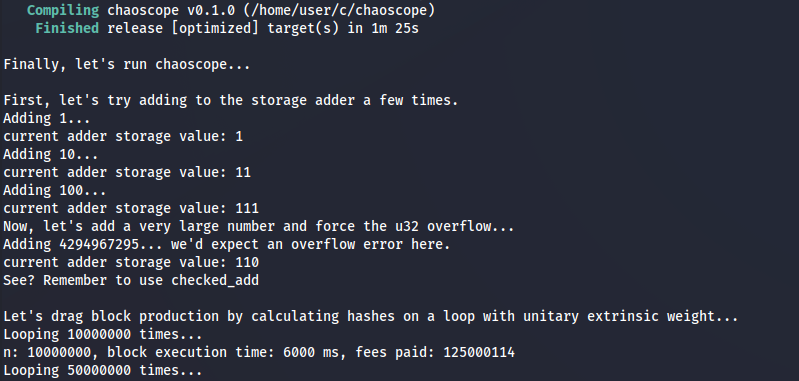 Compiling chaoscope v0.1.0 (/home/user/c/chaoscope)
Finished release [optimized] target(s) in 1m 25s
Finally, let's run chaoscope...
First, let's try adding to the storage adder a few times.
Adding 1...
current adder storage value: 1
Adding 10...
current adder storage value: 11
Adding 100...
current adder storage value: 111
Now, let's add a very large number and force the u32 overflow...
Adding 4294967295... we'd expect an overflow error here.
current adder storage value: 110
See? Remember to use checked_add
Let's drag block production by calculating hashes on a loop with unitary extrinsic weight...
Looping 10000000 times...
n: 10000000, block execution time: 6000 ms, fees paid: 125000114
Looping 50000000 times...